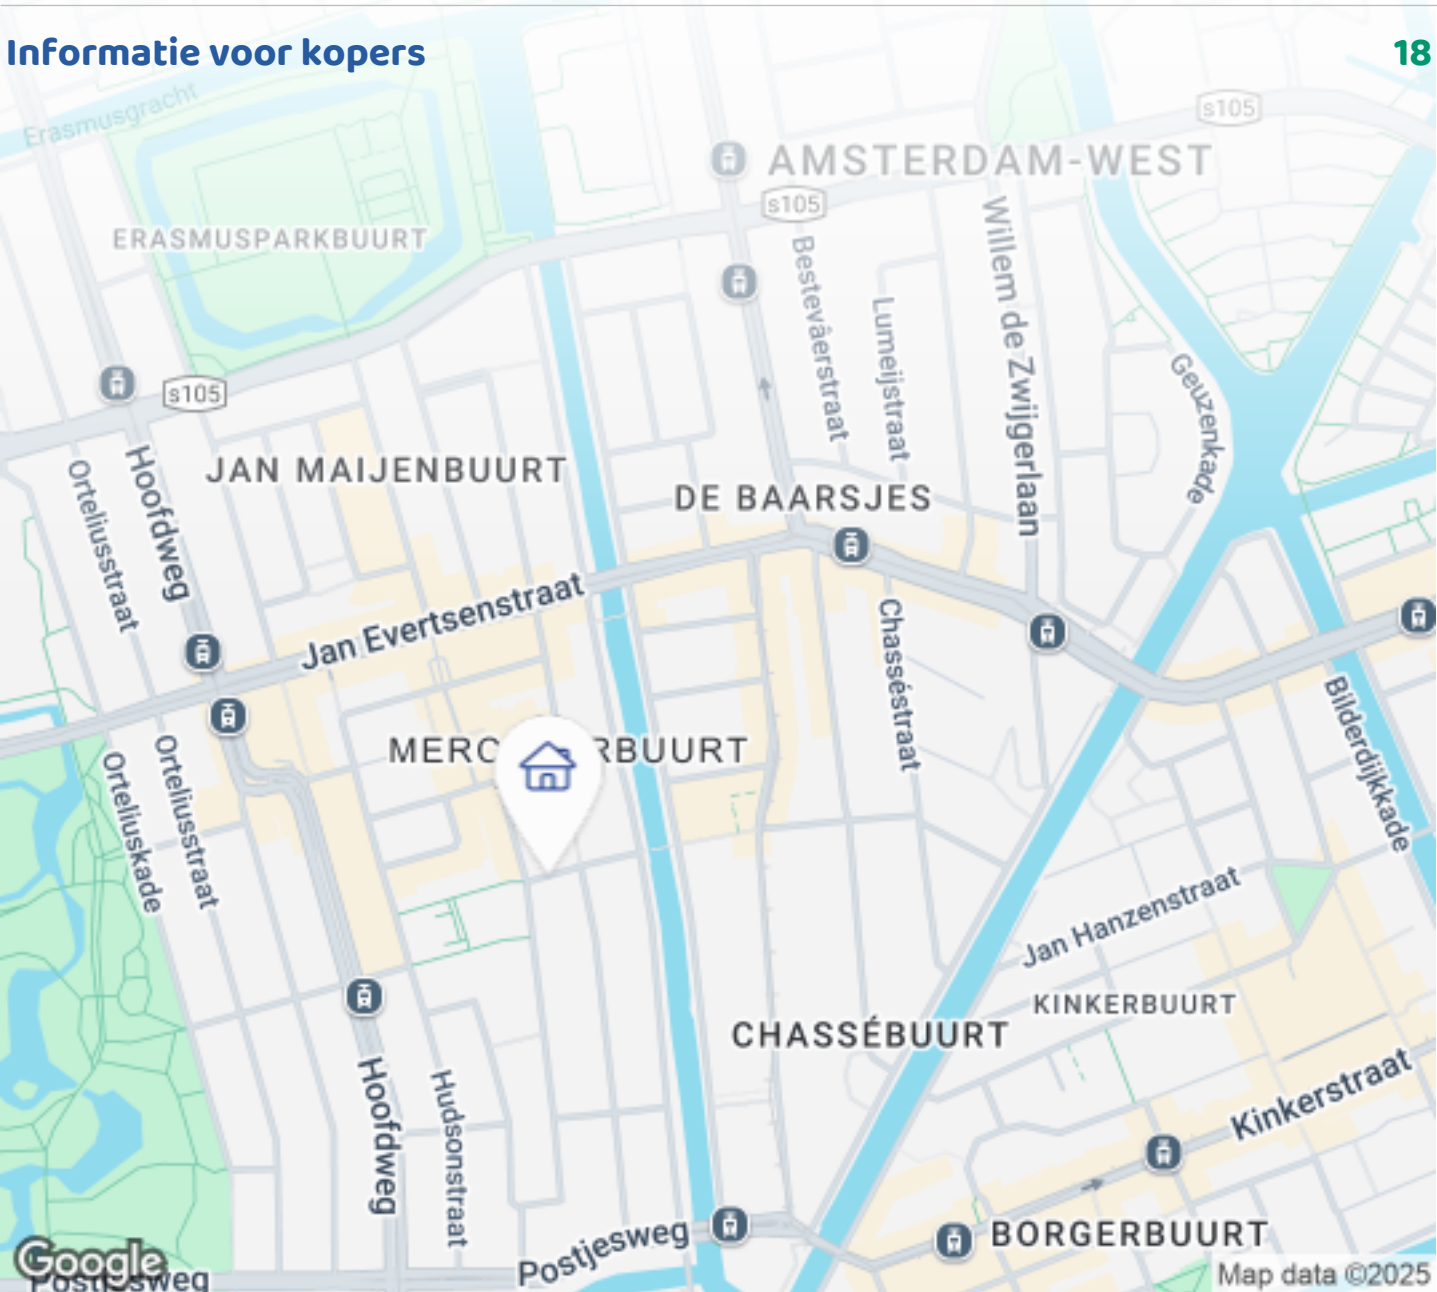 Informatie voor kopers
18
Erasmusgracht
s105
AMSTERDAM-WEST
s105
ERASMUSPARKBUURT
Bestevâerstraat
Lumeijstraat
Willem de Zwijgerlaan
Geuzenkade
s105
Orteliusstraat
Hoofdweg
JAN MAIJENBUURT
DE BAARSJES
Jan Evertsenstraat
Chasséstraat
Bilderdijkkade
MERC RBUURT
Orteliuskade
Orteliusstraat
Jan Hanzenstraat
KINKERBUURT
CHASSÉBUURT
Hoofdweg
Hudsonstraat
Kinkerstraat
Postjesweg
BORGERBUURT
Google
Postjesweg
Map data ©2025